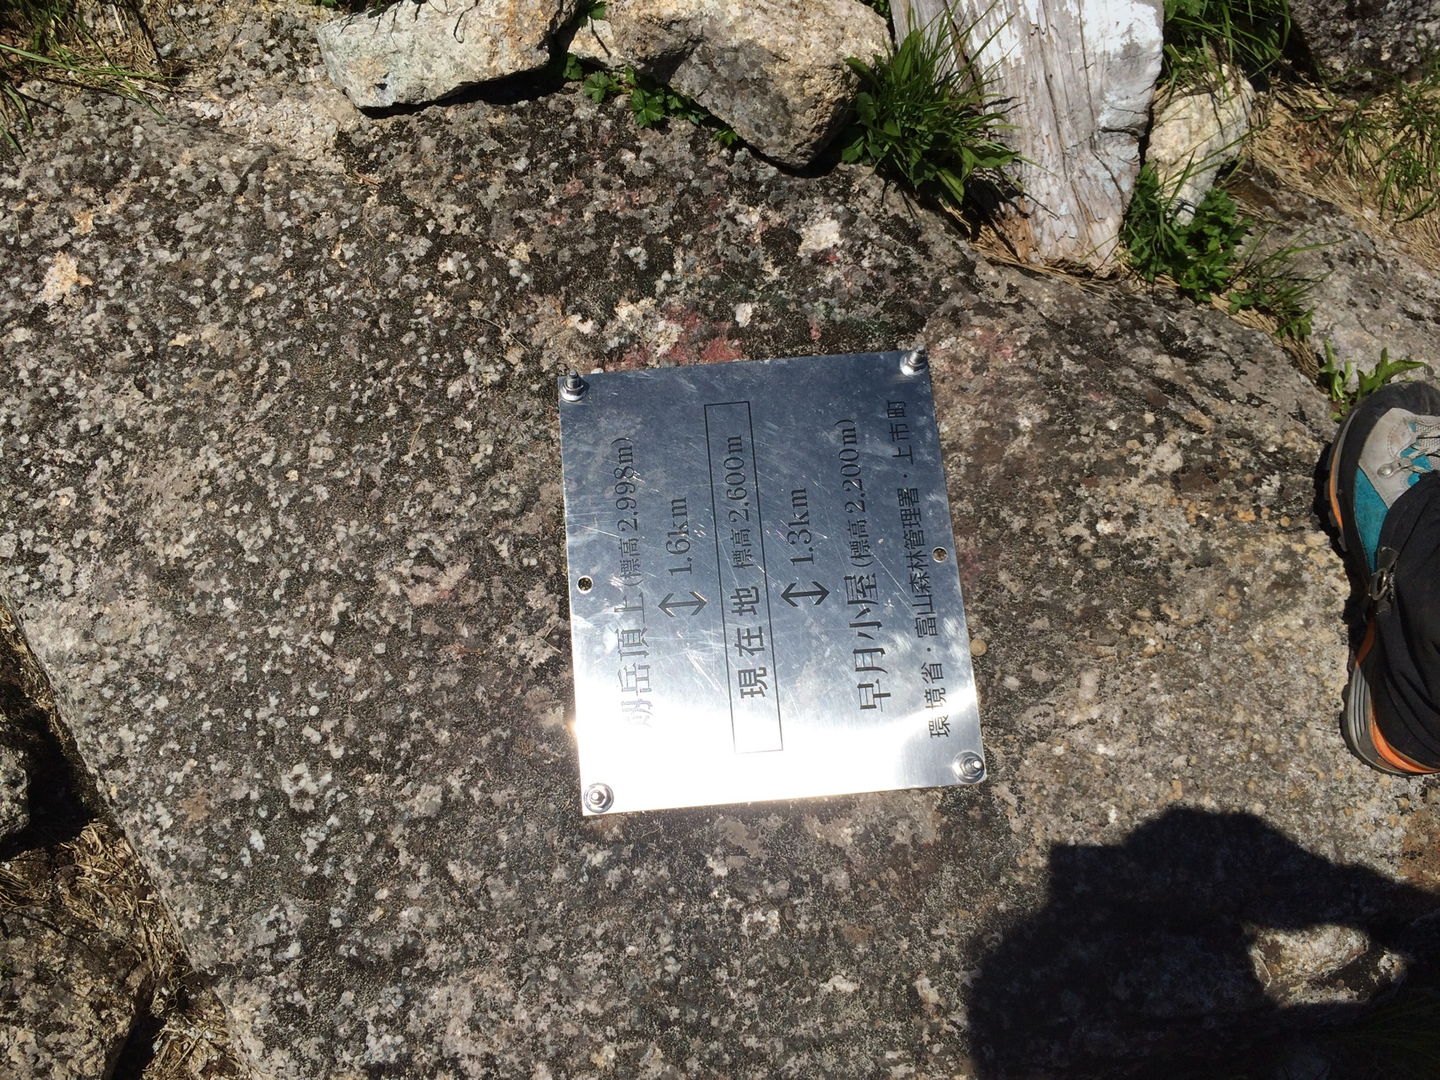 剱岳頂上(標高2.998m)
↕ 1.6km
現在地 標高2.600m
↕ 1.3km
早月小屋(標高2.200m)
環境省・富山森林管理署・上市町